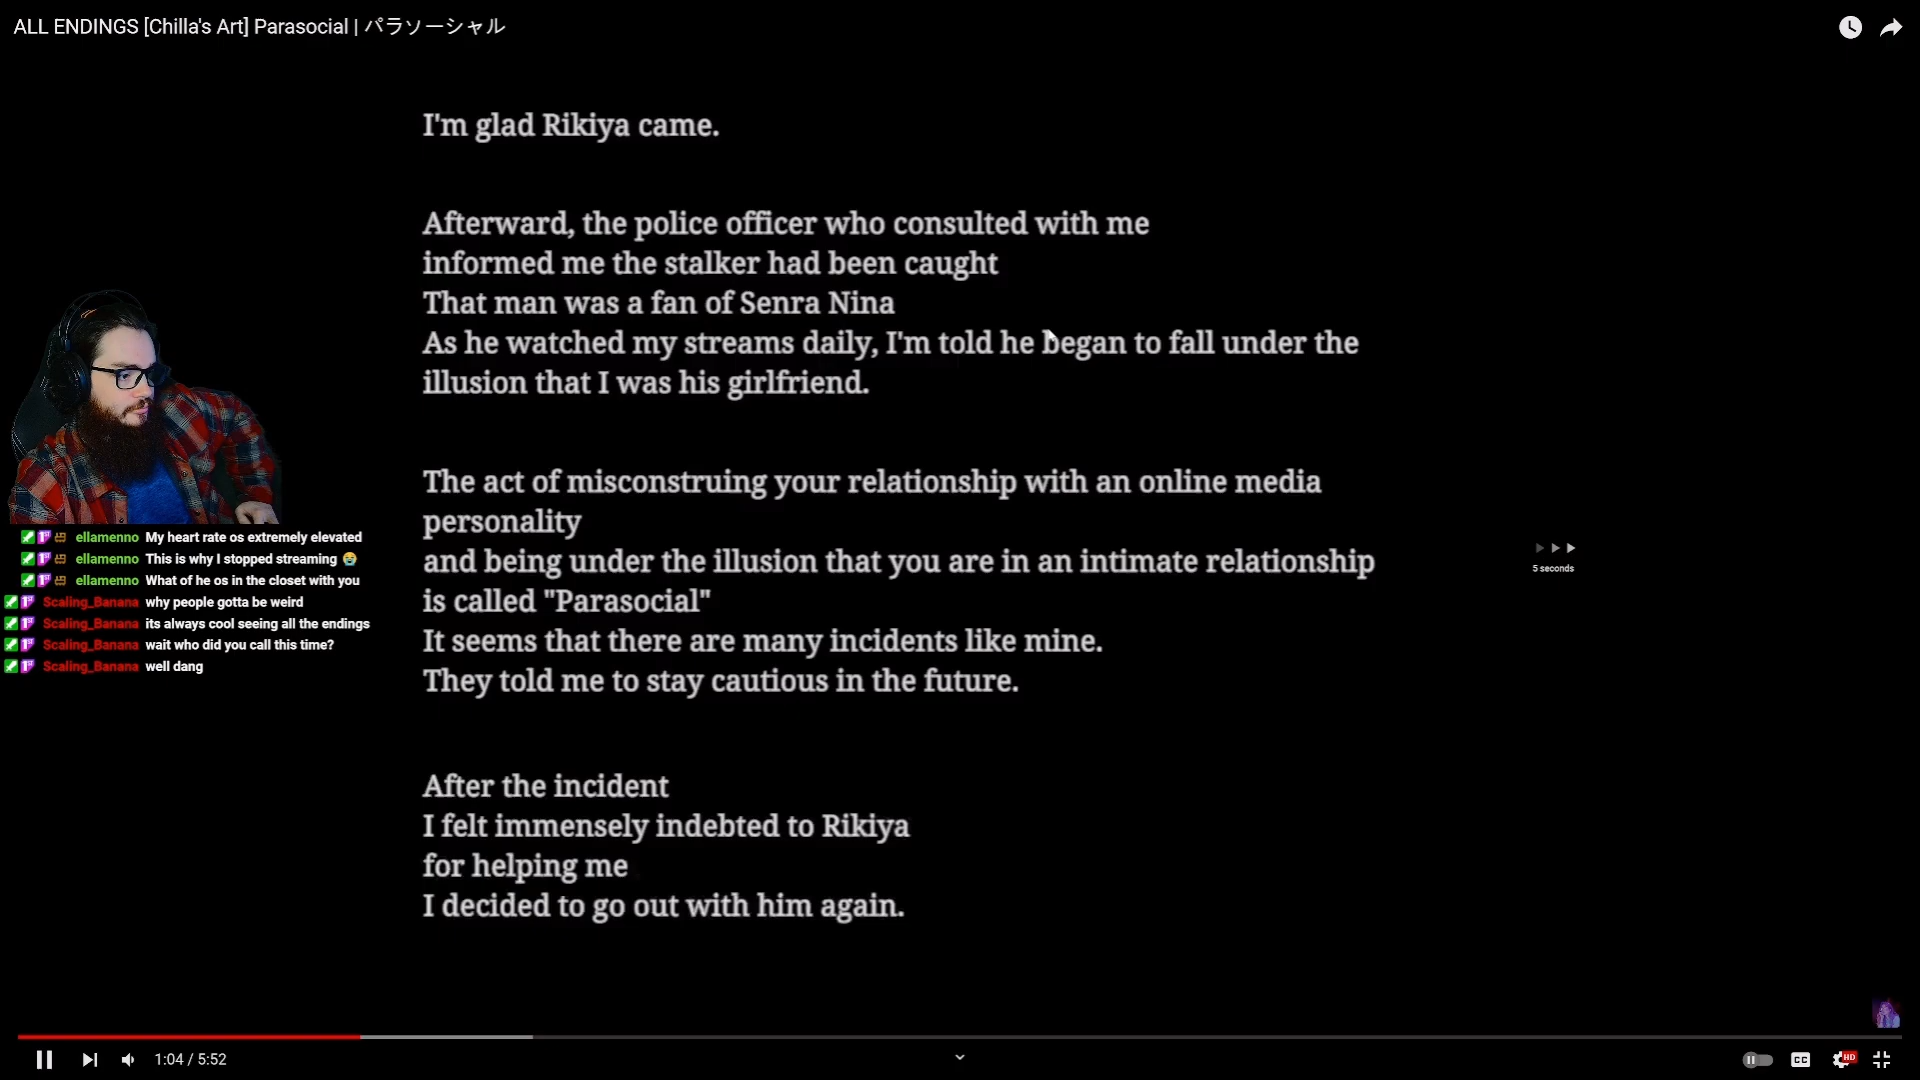 ALL ENDINGS [Chilla's Art] Parasocial | パラソーシャル
I'm glad Rikiya came.
Afterward, the police officer who consulted with me
informed me the stalker had been caught
That man was a fan of Senra Nina
As he watched my streams daily, I'm told he began to fall under the
illusion that I was his girlfriend.
The act of misconstruing your relationship with an online media
personality
and being under the illusion that you are in an intimate relationship
is called "Parasocial"
It seems that there are many incidents like mine.
They told me to stay cautious in the future.
After the incident
I felt immensely indebted to Rikiya
for helping me
I decided to go out with him again.
ellamenno My heart rate os extremely elevated
ellamenno This is why I stopped streaming 😭
ellamenno What of he os in the closet with you
Scaling_Banana why people gotta be weird
Scaling_Banana its always cool seeing all the endings
Scaling_Banana wait who did you call this time?
Scaling_Banana well dang
5 seconds
1:04 / 5:52
CC
HD